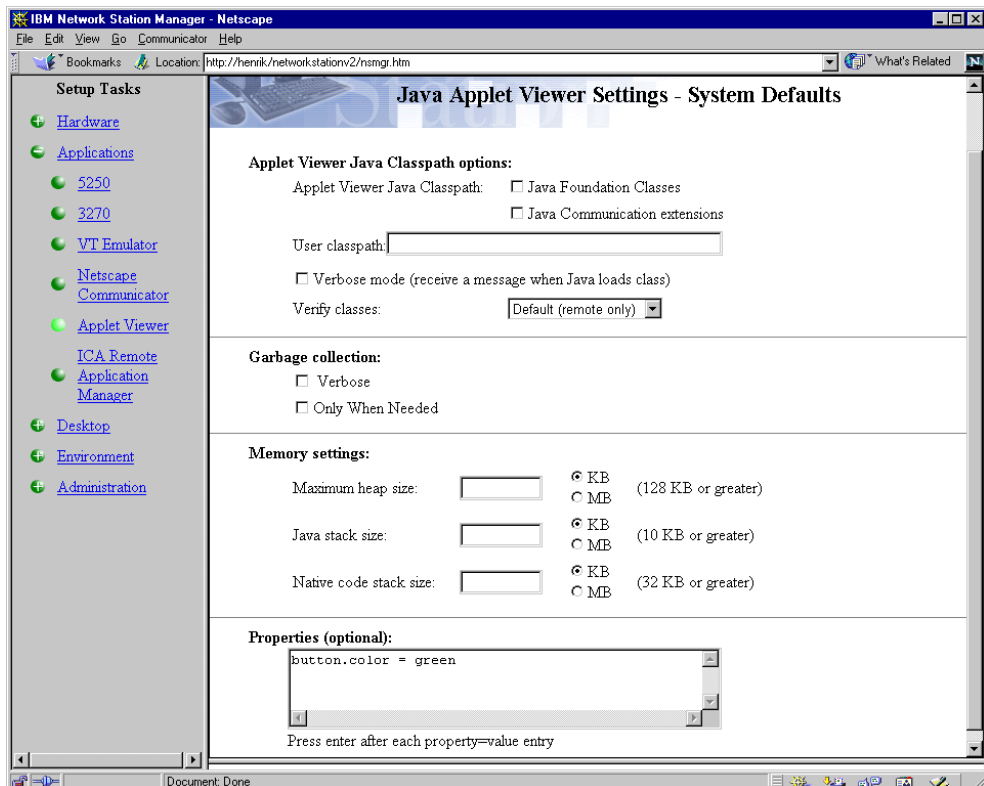 IBM Network Station Manager - Netscape
File Edit View Go Communicator Help
Bookmarks Location: http://henrik/networkstationv2/nsmgr.htm What's Related N
Setup Tasks
Hardware
Applications
5250
3270
VT Emulator
Netscape
Communicator
Applet Viewer
ICA Remote
Application
Manager
Desktop
Environment
Administration
Station
Java Applet Viewer Settings - System Defaults
Applet Viewer Java Classpath options:
Applet Viewer Java Classpath: Java Foundation Classes
Java Communication extensions
User classpath:
Verbose mode (receive a message when Java loads class)
Verify classes: Default (remote only)
Garbage collection:
Verbose
Only When Needed
Memory settings:
Maximum heap size: KB (128 KB or greater)
MB
Java stack size: KB (10 KB or greater)
MB
Native code stack size: KB (32 KB or greater)
MB
Properties (optional):
button.color = green
Press enter after each property=value entry
Document: Done